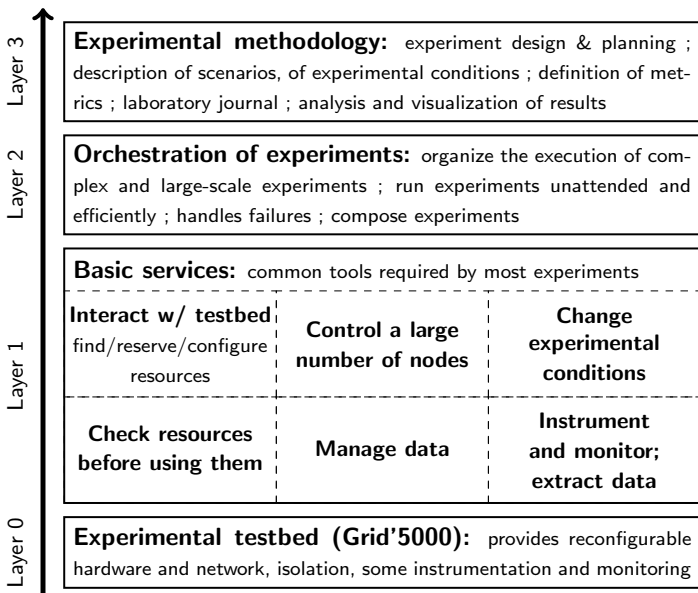 Layer 3
Experimental methodology: experiment design & planning ;
description of scenarios, of experimental conditions ; definition of met-
rics ; laboratory journal ; analysis and visualization of results
Layer 2
Orchestration of experiments: organize the execution of com-
plex and large-scale experiments ; run experiments unattended and
efficiently ; handles failures ; compose experiments
Layer 1
Basic services: common tools required by most experiments
Interact w/ testbed
find/reserve/configure
resources
Control a large
number of nodes
Change
experimental
conditions
Check resources
before using them
Manage data
Instrument
and monitor;
extract data
Layer 0
Experimental testbed (Grid'5000): provides reconfigurable
hardware and network, isolation, some instrumentation and monitoring